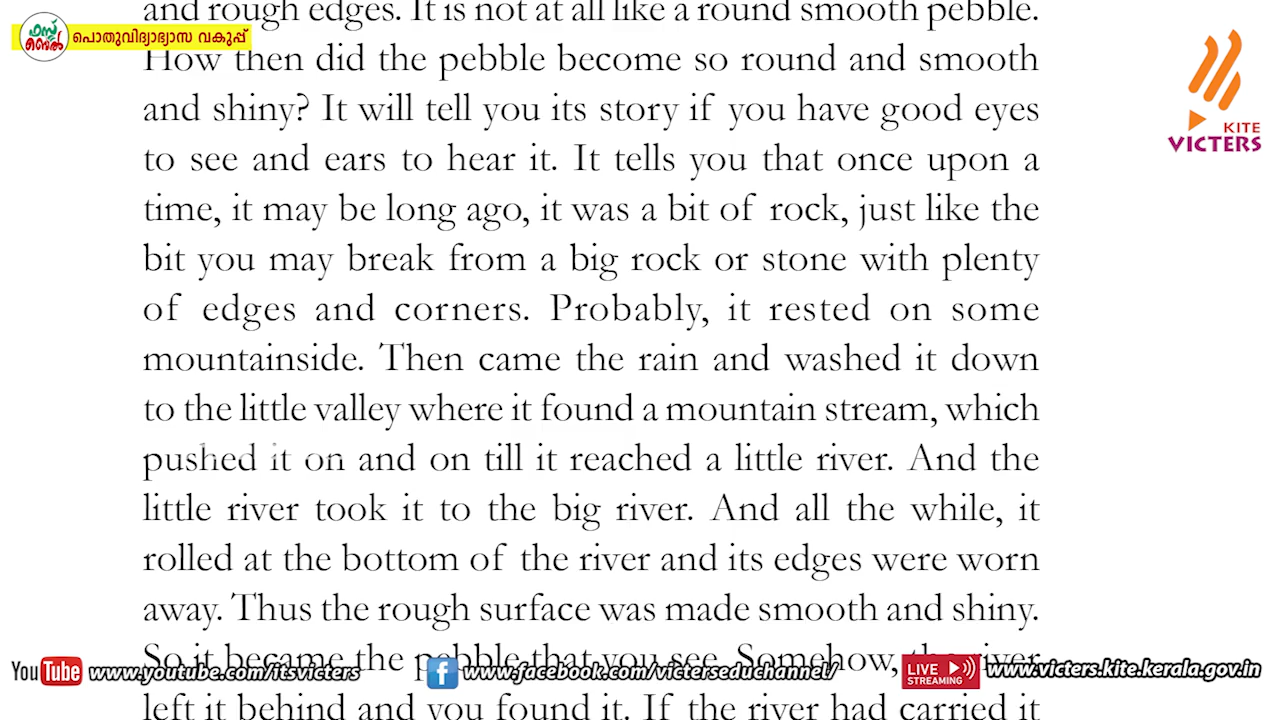 and rough edges. It is not at all like a round smooth pebble.
ഫസ്റ്റ് ബെൽ
പൊതുവിദ്യാഭ്യാസ വകുപ്പ്
How then did the pebble become so round and smooth
and shiny? It will tell you its story if you have good eyes
KITE
VICTERS
to see and ears to hear it. It tells you that once upon a
time, it may be long ago, it was a bit of rock, just like the
bit you may break from a big rock or stone with plenty
of edges and corners. Probably, it rested on some
mountainside. Then came the rain and washed it down
to the little valley where it found a mountain stream, which
pushed it on and on till it reached a little river. And the
little river took it to the big river. And all the while, it
rolled at the bottom of the river and its edges were worn
away. Thus the rough surface was made smooth and shiny.
So it became the pebble that you see. Somehow, the river
YouTube www.youtube.com/itsvicters
f www.facebook.com/victerseduchannel/
LIVE STREAMING www.victers.kite.kerala.gov.in
left it behind and you found it. If the river had carried it